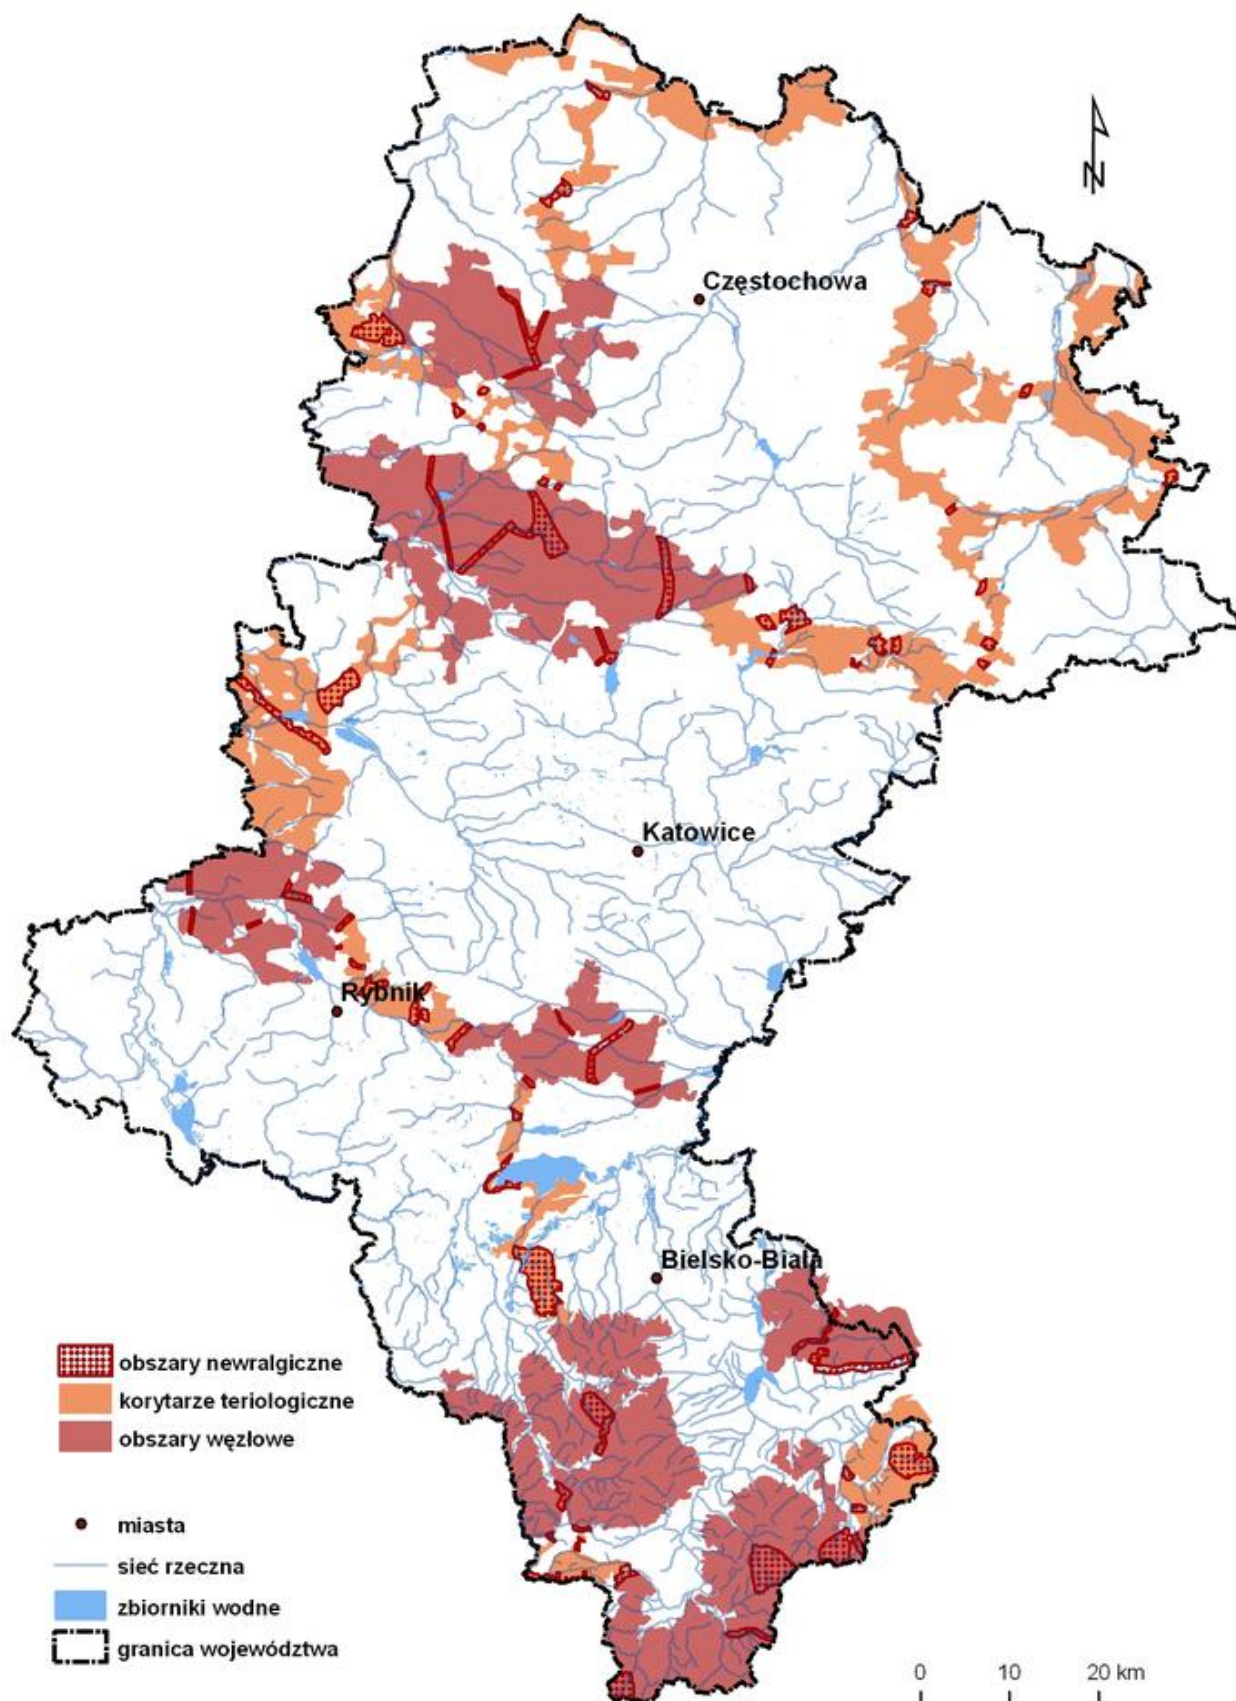 N
Częstochowa
Katowice
Rybnik
Bielsko-Biala
obszary newralgiczne
korytarze teriologiczne
obszary węzłowe
miasta
sieć rzeczna
zbiorniki wodne
granica województwa
0 10 20 km